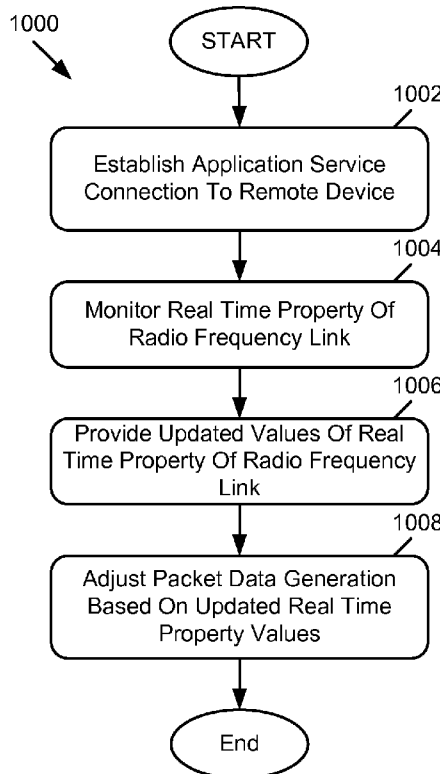 1000
START
1002
Establish Application Service
Connection To Remote Device
1004
Monitor Real Time Property Of
Radio Frequency Link
1006
Provide Updated Values Of Real
Time Property Of Radio Frequency
Link
1008
Adjust Packet Data Generation
Based On Updated Real Time
Property Values
End